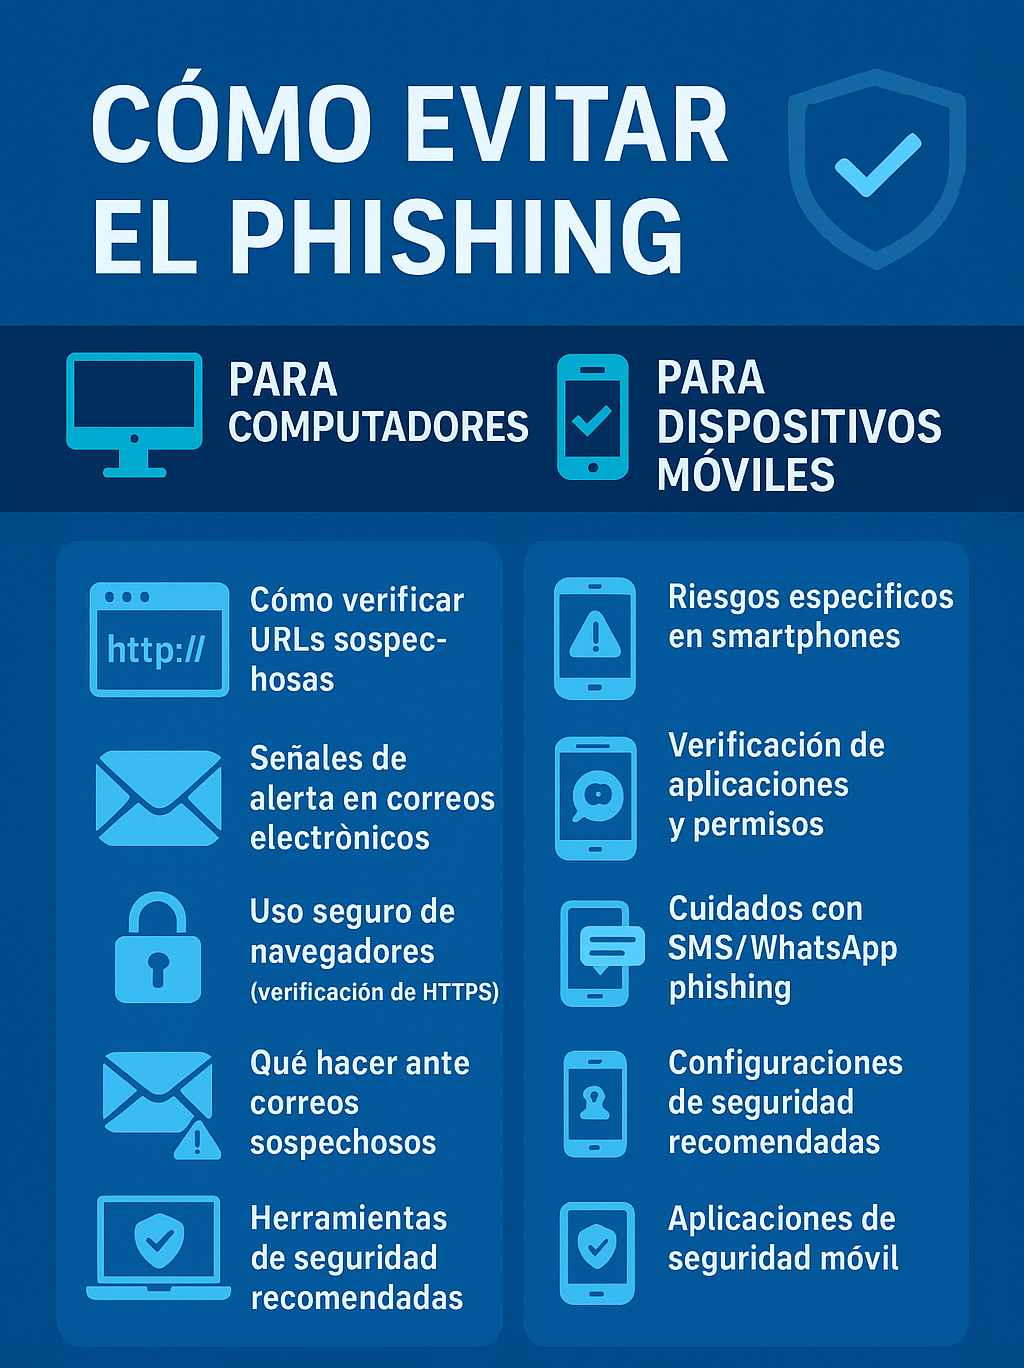 CÓMO EVITAR
EL PHISHING
PARA
COMPUTADORES
PARA
DISPOSITIVOS
MÓVILES
http://
Cómo verificar
URLs sospec-
hosas
Señales de
alerta en correos
electrònicos
Uso seguro de
navegadores
(verificación de HTTPS)
Qué hacer ante
correos
sospechosos
Herramientas
de seguridad
recomendadas
Riesgos especificos
en smartphones
Verificación de
aplicaciones
y permisos
Cuidados con
SMS/WhatsApp
phishing
Configuraciones
de seguridad
recomendadas
Aplicaciones de
seguridad móvil